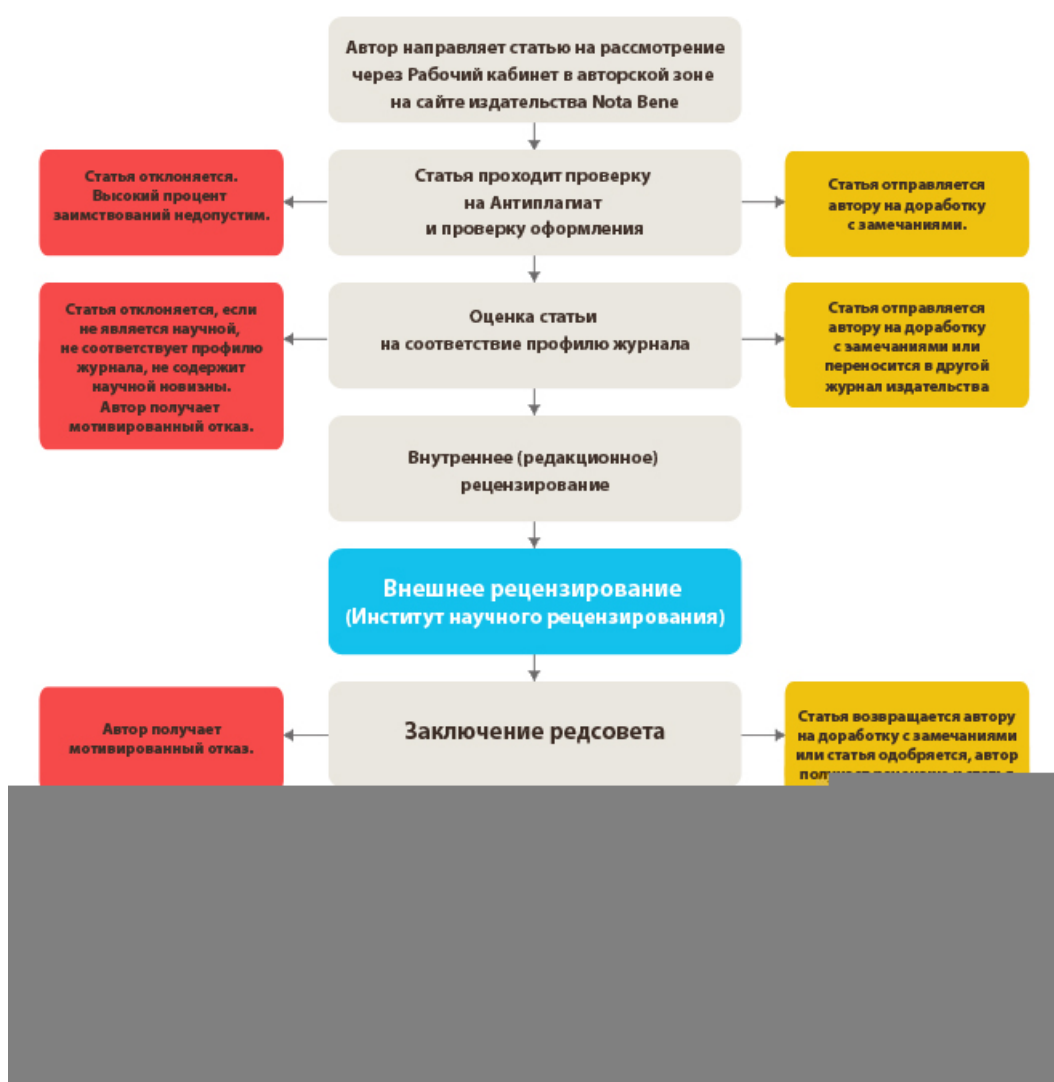 Автор направляет статью на рассмотрение
через Рабочий кабинет в авторской зоне
на сайте издательства Nota Bene
Статья отклоняется.
Высокий процент
заимствований недопустим.
Статья проходит проверку
на Антиплагиат
и проверку оформления
Статья отправляется
автору на доработку
с замечаниями.
Статья отклоняется, если
не является научной,
не соответствует профилю
журнала, не содержит
научной новизны.
Автор получает
мотивированный отказ.
Оценка статьи
на соответствие профилю журнала
Статья отправляется
автору на доработку
с замечаниями или
переносится в другой
журнал издательства
Внутреннее (редакционное)
рецензирование
Внешнее рецензирование
(Институт научного рецензирования)
Автор получает
мотивированный отказ.
Заключение редсовета
Статья возвращается автору
на доработку с замечаниями
или статья одобряется, автор